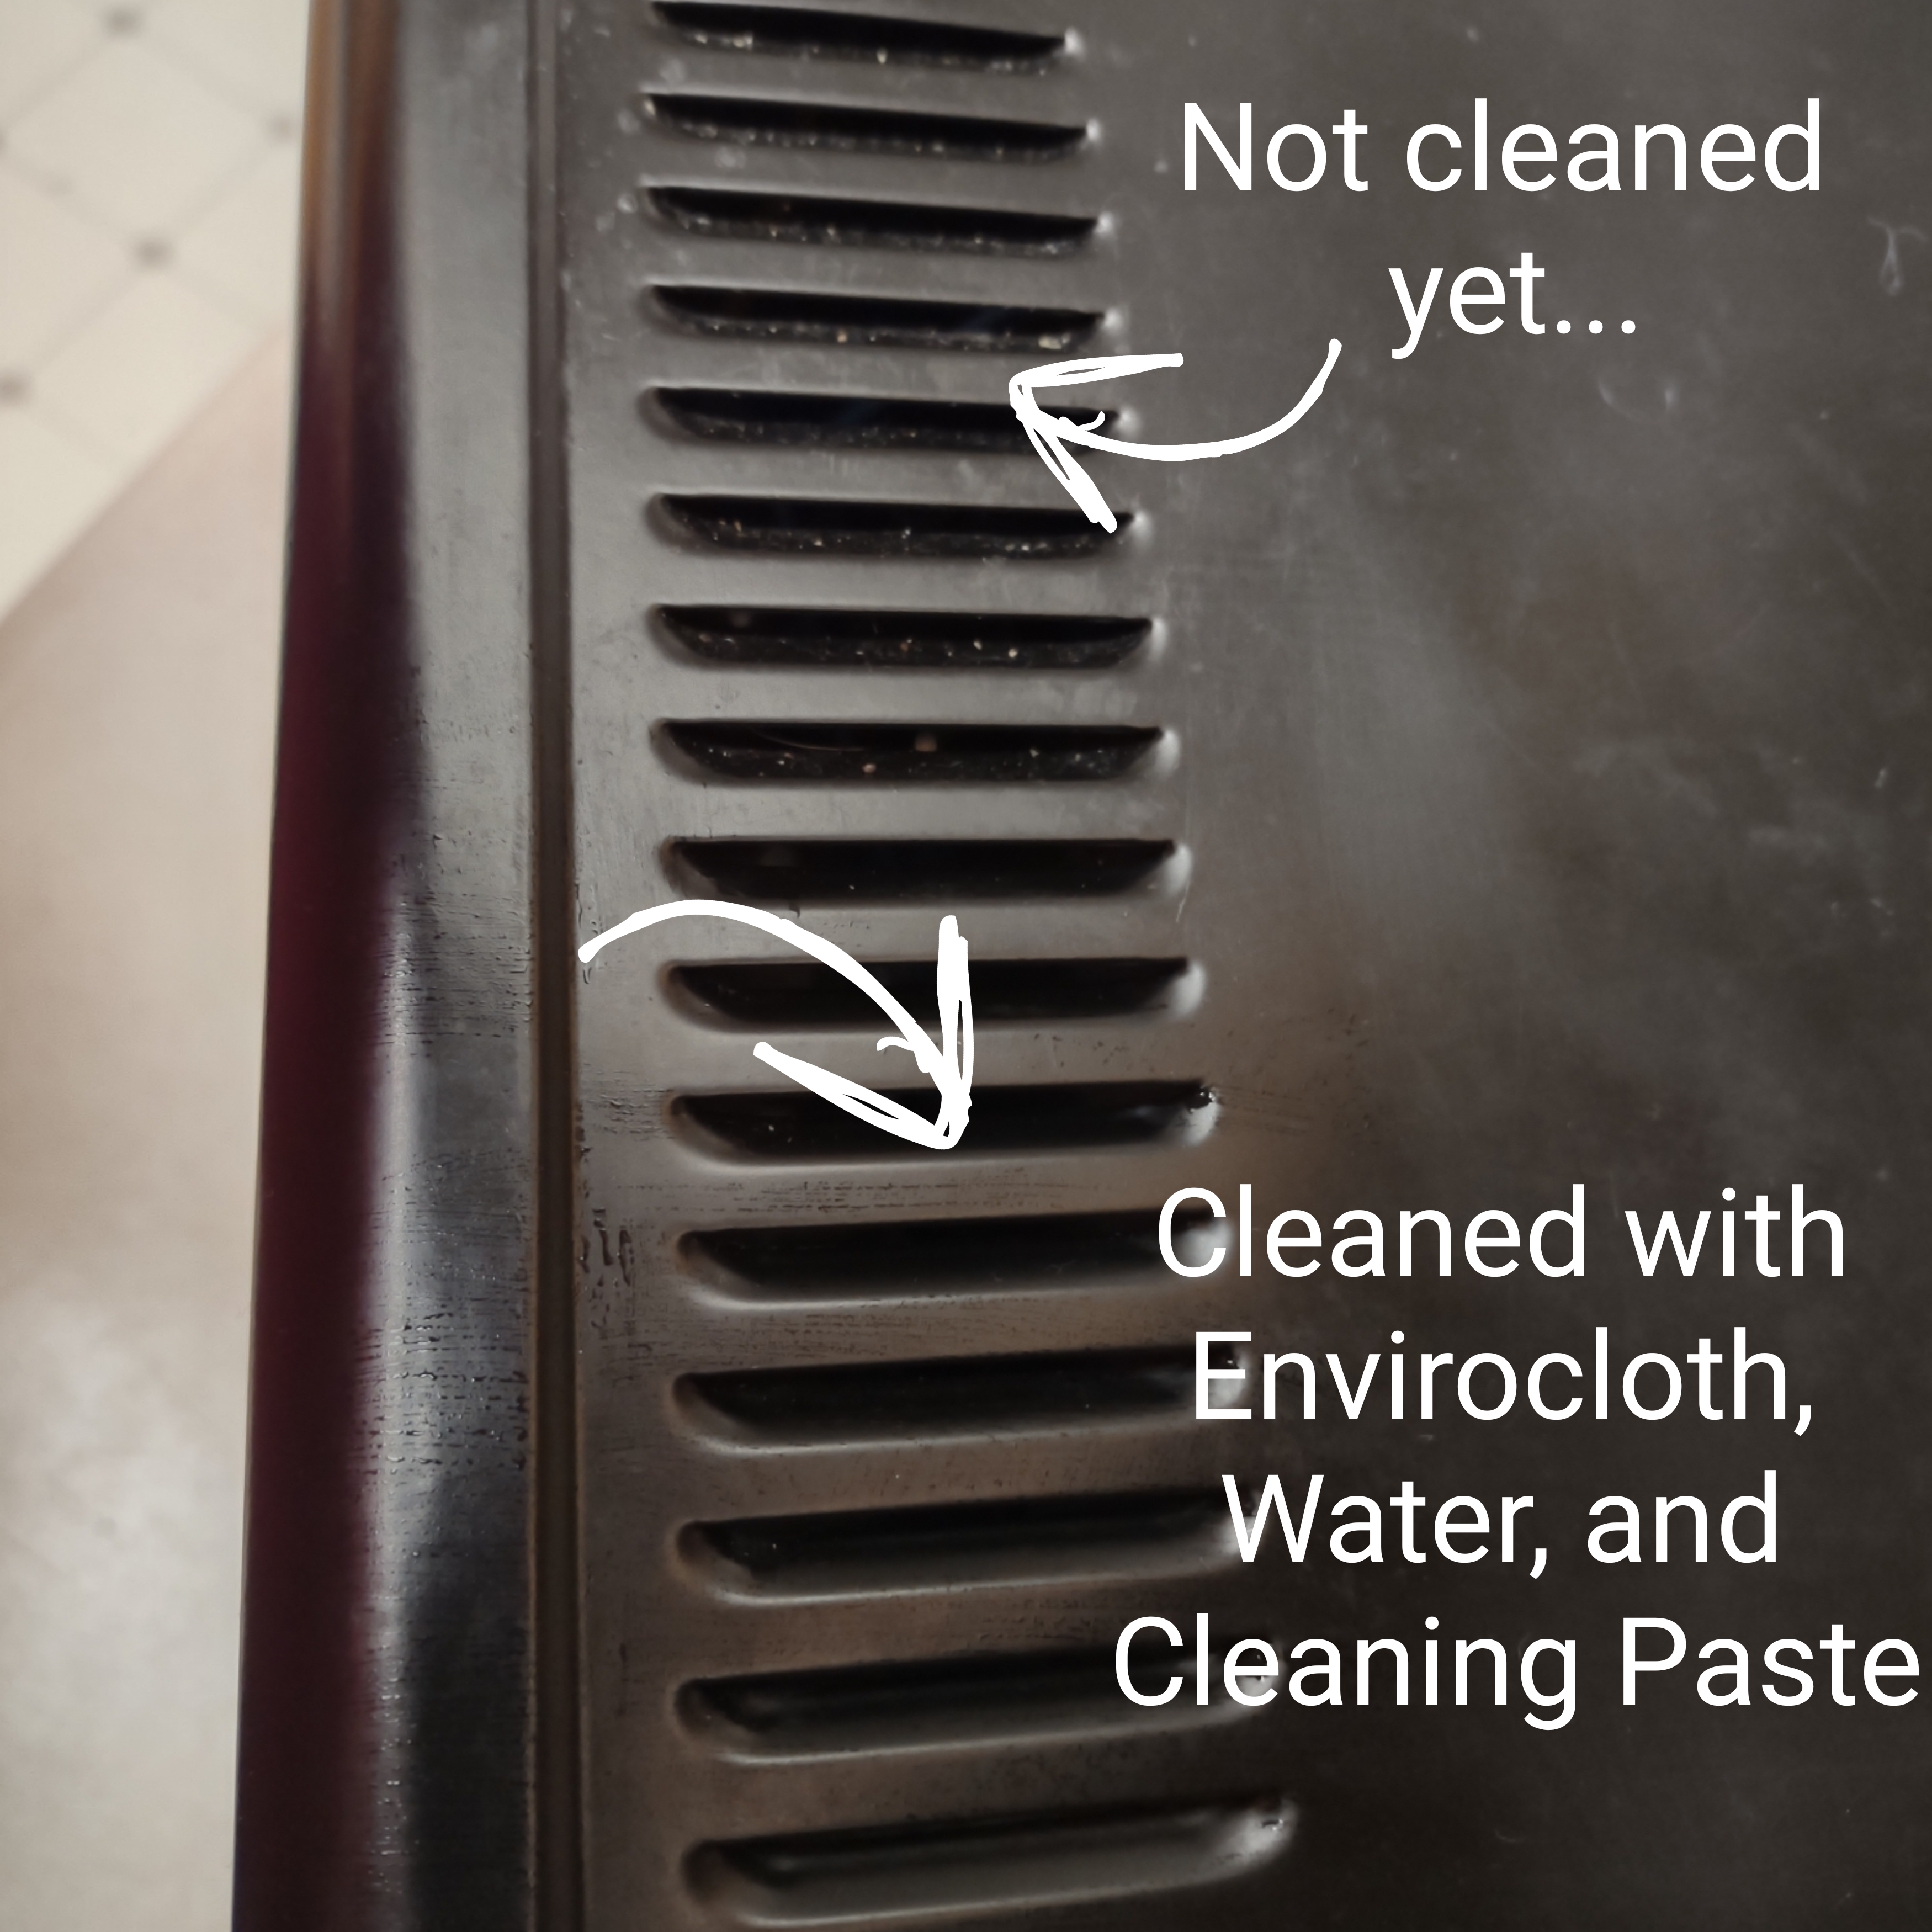 Not cleaned
yet...
Cleaned with
Envirocloth,
Water, and
Cleaning Paste